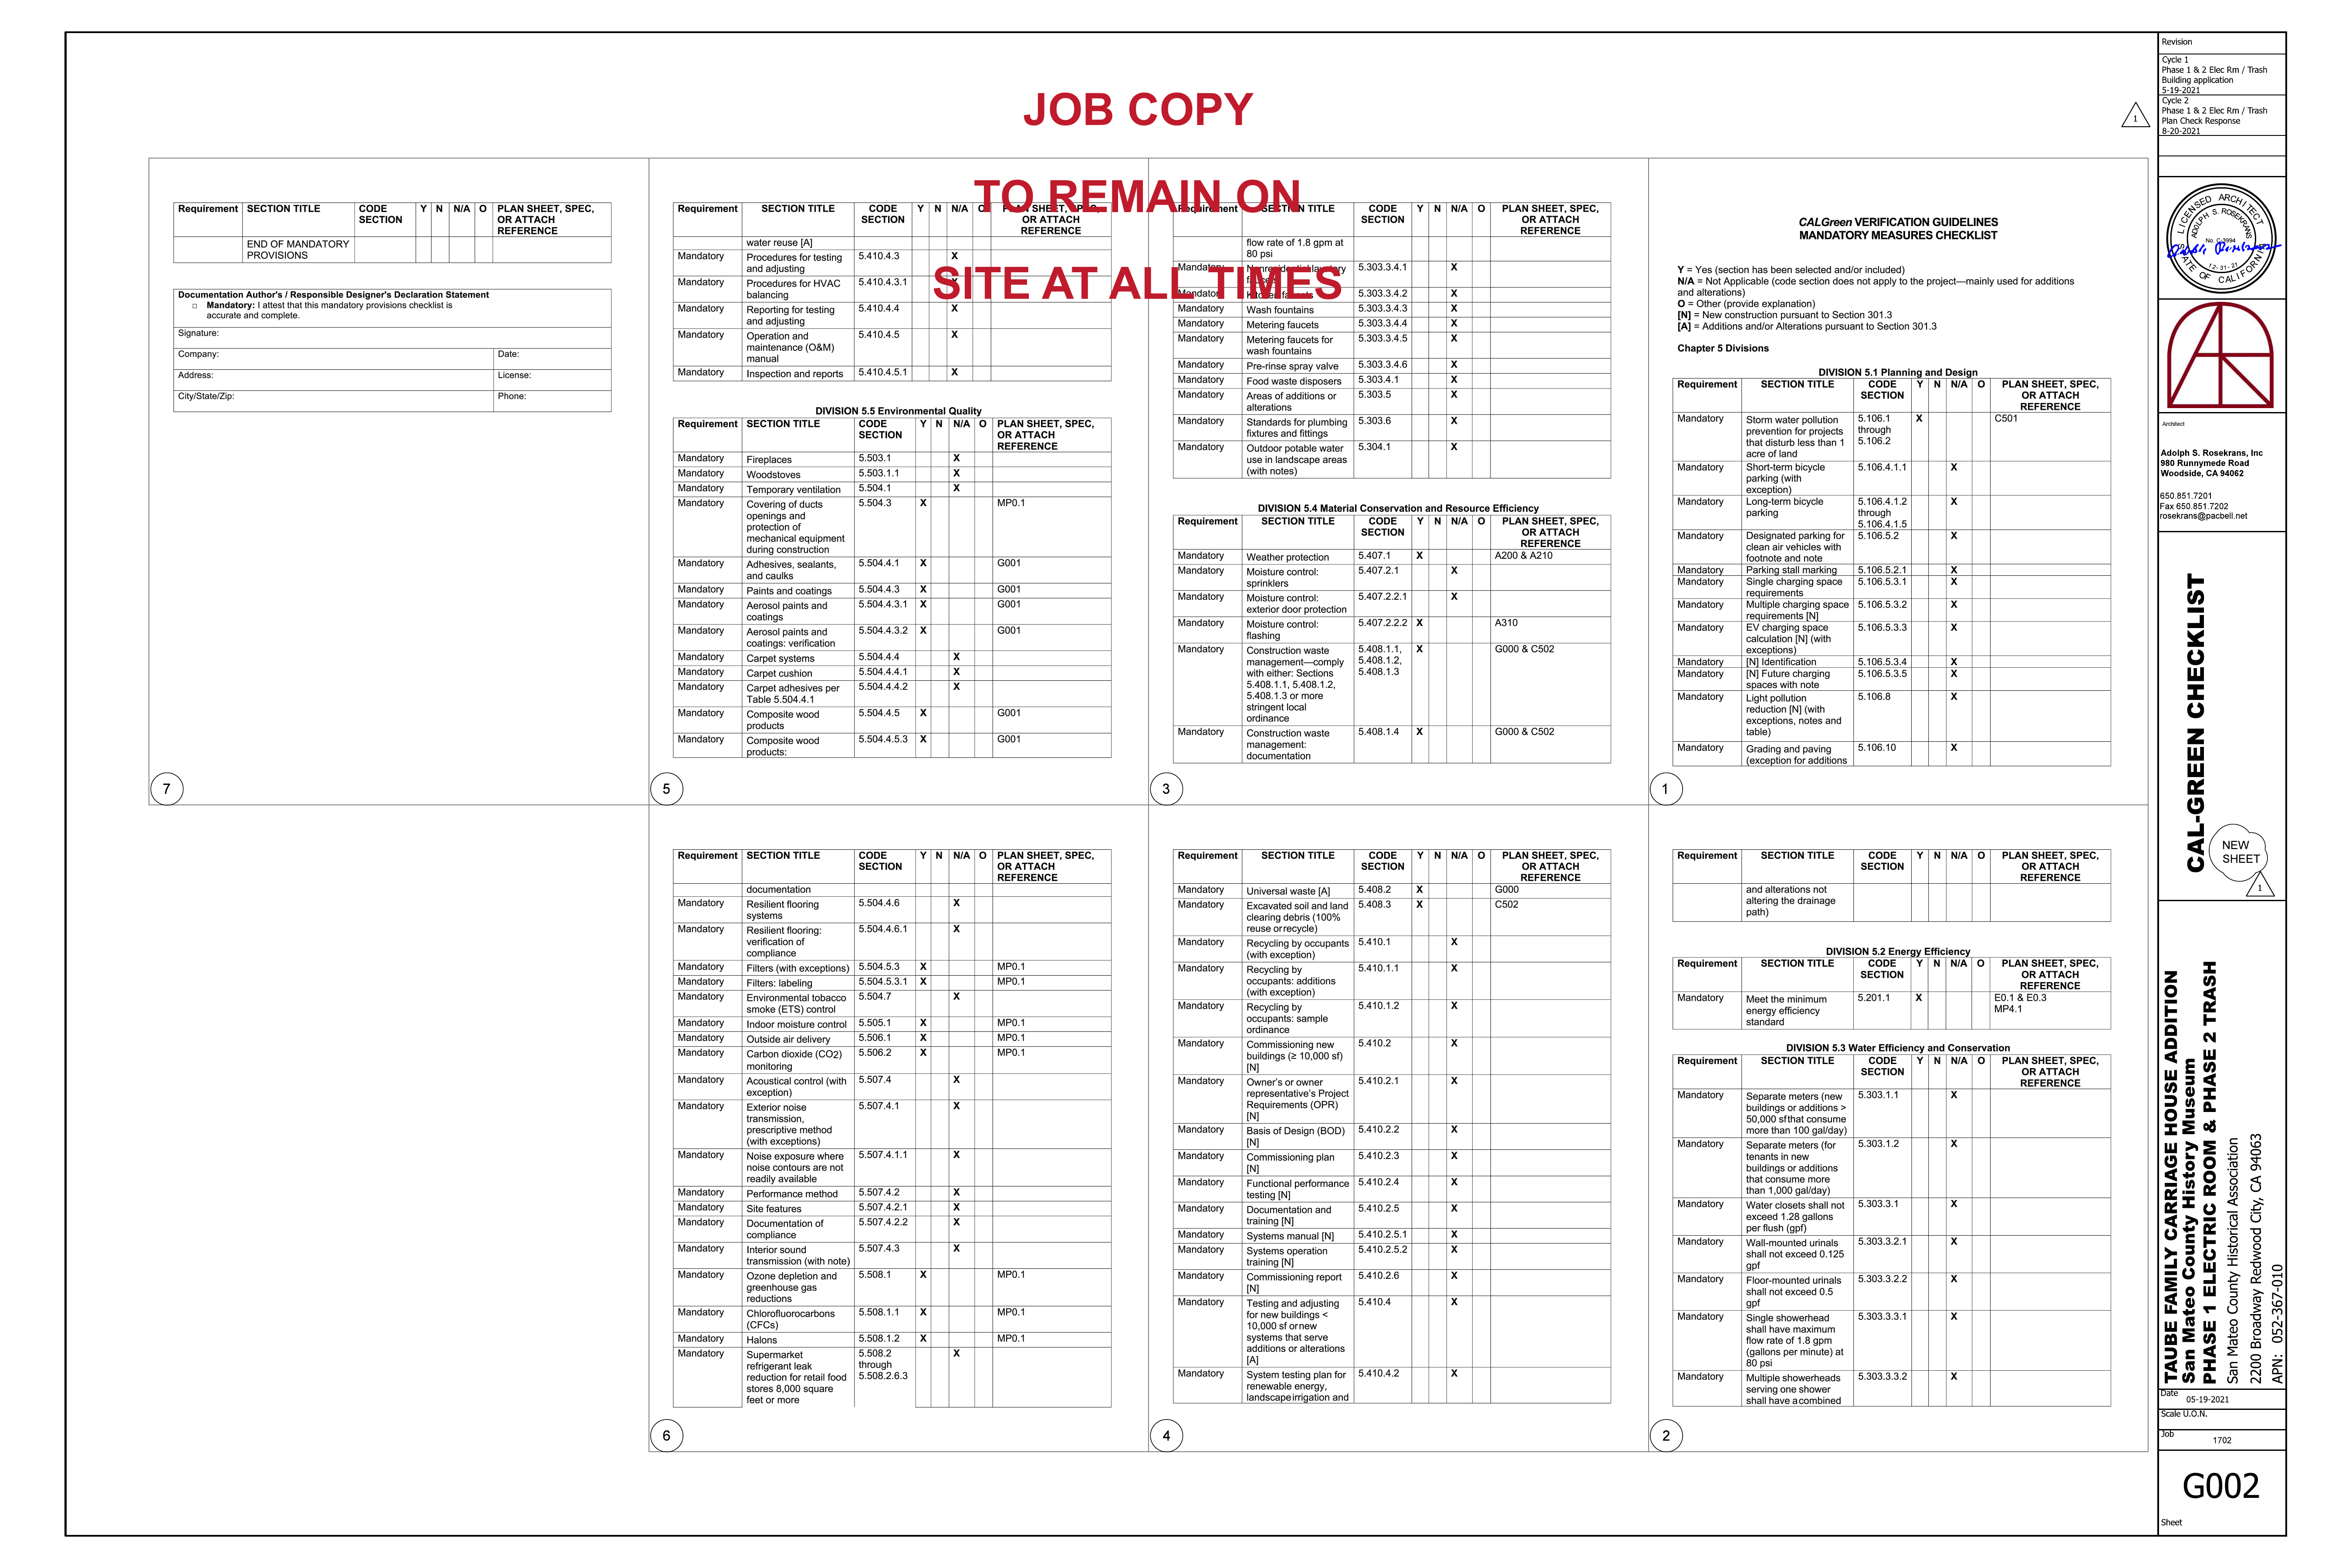 JOB COPY
TO REMAIN ON
SITE AT ALL TIMES
1
CALGreen VERIFICATION GUIDELINES
MANDATORY MEASURES CHECKLIST
Y = Yes (section has been selected and/or included)
N/A = Not Applicable (code section does not apply to the project—mainly used for additions
and alterations)
O = Other (provide explanation)
[N] = New construction pursuant to Section 301.3
[A] = Additions and/or Alterations pursuant to Section 301.3
Chapter 5 Divisions
DIVISION 5.1 Planning and Design
Requirement SECTION TITLE CODE SECTION Y N N/A O PLAN SHEET, SPEC, OR ATTACH REFERENCE
Mandatory Storm water pollution prevention for projects that disturb less than 1 acre of land 5.106.1 through 5.106.2 X C501
Mandatory Short-term bicycle parking (with exception) 5.106.4.1.1 X
Mandatory Long-term bicycle parking 5.106.4.1.2 through 5.106.4.1.5 X
Mandatory Designated parking for clean air vehicles with footnote and note 5.106.5.2 X
Mandatory Parking stall marking 5.106.5.2.1 X
Mandatory Single charging space requirements 5.106.5.3.1 X
Mandatory Multiple charging space requirements [N] 5.106.5.3.2 X
Mandatory EV charging space calculation [N] (with exceptions) 5.106.5.3.3 X
Mandatory [N] Identification 5.106.5.3.4 X
Mandatory [N] Future charging spaces with note 5.106.5.3.5 X
Mandatory Light pollution reduction [N] (with exceptions, notes and table) 5.106.8 X
Mandatory Grading and paving (exception for additions 5.106.10 X
1
Requirement SECTION TITLE CODE SECTION Y N N/A O PLAN SHEET, SPEC, OR ATTACH REFERENCE
and alterations not altering the drainage path)
DIVISION 5.2 Energy Efficiency
Requirement SECTION TITLE CODE SECTION Y N N/A O PLAN SHEET, SPEC, OR ATTACH REFERENCE
Mandatory Meet the minimum energy efficiency standard 5.201.1 X E0.1 & E0.3 MP4.1
DIVISION 5.3 Water Efficiency and Conservation
Requirement SECTION TITLE CODE SECTION Y N N/A O PLAN SHEET, SPEC, OR ATTACH REFERENCE
Mandatory Separate meters (new buildings or additions > 50,000 sf that consume more than 100 gal/day) 5.303.1.1 X
Mandatory Separate meters (for tenants in new buildings or additions that consume more than 1,000 gal/day) 5.303.1.2 X
Mandatory Water closets shall not exceed 1.28 gallons per flush (gpf) 5.303.3.1 X
Mandatory Wall-mounted urinals shall not exceed 0.125 gpf 5.303.3.2.1 X
Mandatory Floor-mounted urinals shall not exceed 0.5 gpf 5.303.3.2.2 X
Mandatory Single showerhead shall have maximum flow rate of 1.8 gpm (gallons per minute) at 80 psi 5.303.3.3.1 X
Mandatory Multiple showerheads serving one shower shall have a combined 5.303.3.3.2 X
2
Requirement SECTION TITLE CODE SECTION Y N N/A O PLAN SHEET, SPEC, OR ATTACH REFERENCE
flow rate of 1.8 gpm at 80 psi
Mandatory Nonresidential lavatory faucets 5.303.3.4.1 X
Mandatory Kitchen faucets 5.303.3.4.2 X
Mandatory Wash fountains 5.303.3.4.3 X
Mandatory Metering faucets 5.303.3.4.4 X
Mandatory Metering faucets for wash fountains 5.303.3.4.5 X
Mandatory Pre-rinse spray valve 5.303.3.4.6 X
Mandatory Food waste disposers 5.303.4.1 X
Mandatory Areas of additions or alterations 5.303.5 X
Mandatory Standards for plumbing fixtures and fittings 5.303.6 X
Mandatory Outdoor potable water use in landscape areas (with notes) 5.304.1 X
DIVISION 5.4 Material Conservation and Resource Efficiency
Requirement SECTION TITLE CODE SECTION Y N N/A O PLAN SHEET, SPEC, OR ATTACH REFERENCE
Mandatory Weather protection 5.407.1 X A200 & A210
Mandatory Moisture control: sprinklers 5.407.2.1 X
Mandatory Moisture control: exterior door protection 5.407.2.2.1 X
Mandatory Moisture control: flashing 5.407.2.2.2 X A310
Mandatory Construction waste management—comply with either: Sections 5.408.1.1, 5.408.1.2, 5.408.1.3 or more stringent local ordinance 5.408.1.1, 5.408.1.2, 5.408.1.3 X G000 & C502
Mandatory Construction waste management: documentation 5.408.1.4 X G000 & C502
3
Requirement SECTION TITLE CODE SECTION Y N N/A O PLAN SHEET, SPEC, OR ATTACH REFERENCE
Mandatory Universal waste [A] 5.408.2 X G000
Mandatory Excavated soil and land clearing debris (100% reuse or recycle) 5.408.3 X C502
Mandatory Recycling by occupants (with exception) 5.410.1 X
Mandatory Recycling by occupants: additions (with exception) 5.410.1.1 X
Mandatory Recycling by occupants: sample ordinance 5.410.1.2 X
Mandatory Commissioning new buildings (≥ 10,000 sf) [N] 5.410.2 X
Mandatory Owner's or owner representative's Project Requirements (OPR) [N] 5.410.2.1 X
Mandatory Basis of Design (BOD) [N] 5.410.2.2 X
Mandatory Commissioning plan [N] 5.410.2.3 X
Mandatory Functional performance testing [N] 5.410.2.4 X
Mandatory Documentation and training [N] 5.410.2.5 X
Mandatory Systems manual [N] 5.410.2.5.1 X
Mandatory Systems operation training [N] 5.410.2.5.2 X
Mandatory Commissioning report [N] 5.410.2.6 X
Mandatory Testing and adjusting for new buildings < 10,000 sf or new systems that serve additions or alterations [A] 5.410.4 X
Mandatory System testing plan for renewable energy, landscape irrigation and 5.410.4.2 X
4
Requirement SECTION TITLE CODE SECTION Y N N/A O PLAN SHEET, SPEC, OR ATTACH REFERENCE
water reuse [A]
Mandatory Procedures for testing and adjusting 5.410.4.3 X
Mandatory Procedures for HVAC balancing 5.410.4.3.1 X
Mandatory Reporting for testing and adjusting 5.410.4.4 X
Mandatory Operation and maintenance (O&M) manual 5.410.4.5 X
Mandatory Inspection and reports 5.410.4.5.1 X
DIVISION 5.5 Environmental Quality
Requirement SECTION TITLE CODE SECTION Y N N/A O PLAN SHEET, SPEC, OR ATTACH REFERENCE
Mandatory Fireplaces 5.503.1 X
Mandatory Woodstoves 5.503.1.1 X
Mandatory Temporary ventilation 5.504.1 X
Mandatory Covering of ducts openings and protection of mechanical equipment during construction 5.504.3 X MP0.1
Mandatory Adhesives, sealants, and caulks 5.504.4.1 X G001
Mandatory Paints and coatings 5.504.4.3 X G001
Mandatory Aerosol paints and coatings 5.504.4.3.1 X G001
Mandatory Aerosol paints and coatings: verification 5.504.4.3.2 X G001
Mandatory Carpet systems 5.504.4.4 X
Mandatory Carpet cushion 5.504.4.4.1 X
Mandatory Carpet adhesives per Table 5.504.4.1 5.504.4.4.2 X
Mandatory Composite wood products 5.504.4.5 X G001
Mandatory Composite wood products: 5.504.4.5.3 X G001
5
Requirement SECTION TITLE CODE SECTION Y N N/A O PLAN SHEET, SPEC, OR ATTACH REFERENCE
documentation
Mandatory Resilient flooring systems 5.504.4.6 X
Mandatory Resilient flooring: verification of compliance 5.504.4.6.1 X
Mandatory Filters (with exceptions) 5.504.5.3 X MP0.1
Mandatory Filters: labeling 5.504.5.3.1 X MP0.1
Mandatory Environmental tobacco smoke (ETS) control 5.504.7 X
Mandatory Indoor moisture control 5.505.1 X MP0.1
Mandatory Outside air delivery 5.506.1 X MP0.1
Mandatory Carbon dioxide (CO2) monitoring 5.506.2 X MP0.1
Mandatory Acoustical control (with exception) 5.507.4 X
Mandatory Exterior noise transmission, prescriptive method (with exceptions) 5.507.4.1 X
Mandatory Noise exposure where noise contours are not readily available 5.507.4.1.1 X
Mandatory Performance method 5.507.4.2 X
Mandatory Site features 5.507.4.2.1 X
Mandatory Documentation of compliance 5.507.4.2.2 X
Mandatory Interior sound transmission (with note) 5.507.4.3 X
Mandatory Ozone depletion and greenhouse gas reductions 5.508.1 X MP0.1
Mandatory Chlorofluorocarbons (CFCs) 5.508.1.1 X MP0.1
Mandatory Halons 5.508.1.2 X MP0.1
Mandatory Supermarket refrigerant leak reduction for retail food stores 8,000 square feet or more 5.508.2 through 5.508.2.6.3 X
6
Requirement SECTION TITLE CODE SECTION Y N N/A O PLAN SHEET, SPEC, OR ATTACH REFERENCE
END OF MANDATORY PROVISIONS
Documentation Author's / Responsible Designer's Declaration Statement
□ Mandatory: I attest that this mandatory provisions checklist is
accurate and complete.
Signature:
Company: Date:
Address: License:
City/State/Zip: Phone:
7
Revision
Cycle 1
Phase 1 & 2 Elec Rm / Trash
Building application
5-19-2021
Cycle 2
Phase 1 & 2 Elec Rm / Trash
Plan Check Response
8-20-2021
LICENSED ARCHITECT
ADOLPH S. ROSEKRANS
No. C-3994
12-31-21
STATE OF CALIFORNIA
Architect
Adolph S. Rosekrans, Inc
980 Runnymede Road
Woodside, CA 94062
650.851.7201
Fax 650.851.7202
rosekrans@pacbell.net
CAL-GREEN CHECKLIST
NEW
SHEET
1
TAUBE FAMILY CARRIAGE HOUSE ADDITION
San Mateo County History Museum
PHASE 1 ELECTRIC ROOM & PHASE 2 TRASH
San Mateo County Historical Association
2200 Broadway Redwood City, CA 94063
APN: 052-367-010
Date
05-19-2021
Scale U.O.N.
Job
1702
G002
Sheet